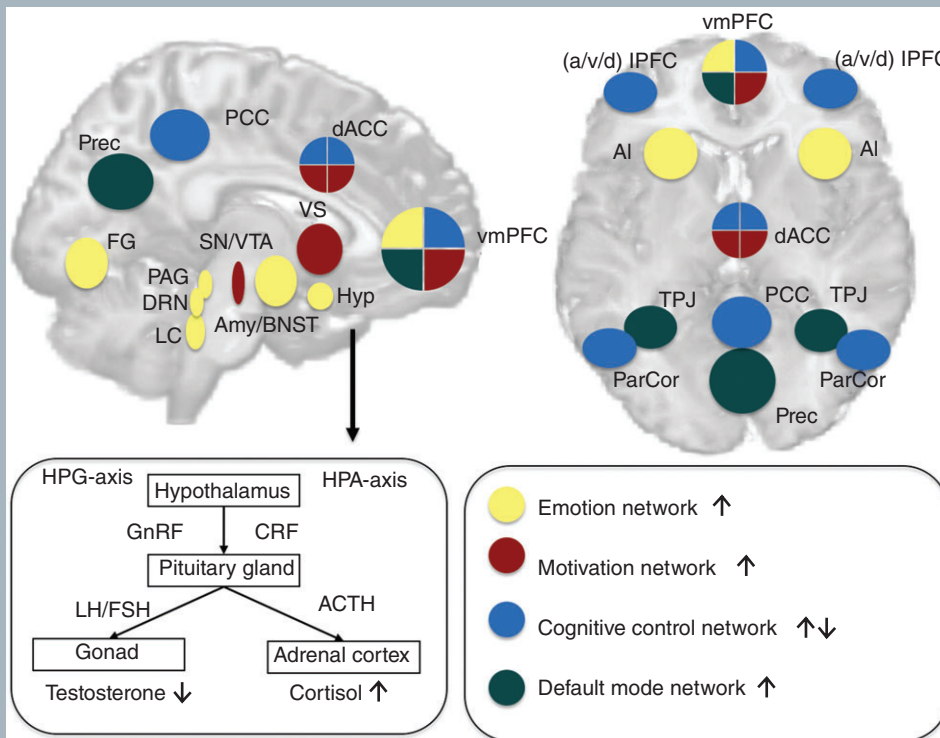 vmPFC
(a/v/d) lPFC
(a/v/d) lPFC
PCC
dACC
Prec
AI
AI
VS
FG
SN/VTA
vmPFC
dACC
PAG
DRN
Hyp
TPJ
PCC
TPJ
LC
Amy/BNST
ParCor
ParCor
Prec
HPG-axis
HPA-axis
Hypothalamus
GnRF
CRF
Pituitary gland
LH/FSH
ACTH
Gonad
Adrenal cortex
Testosterone ↓
Cortisol ↑
Emotion network ↑
Motivation network ↑
Cognitive control network ↑↓
Default mode network ↑